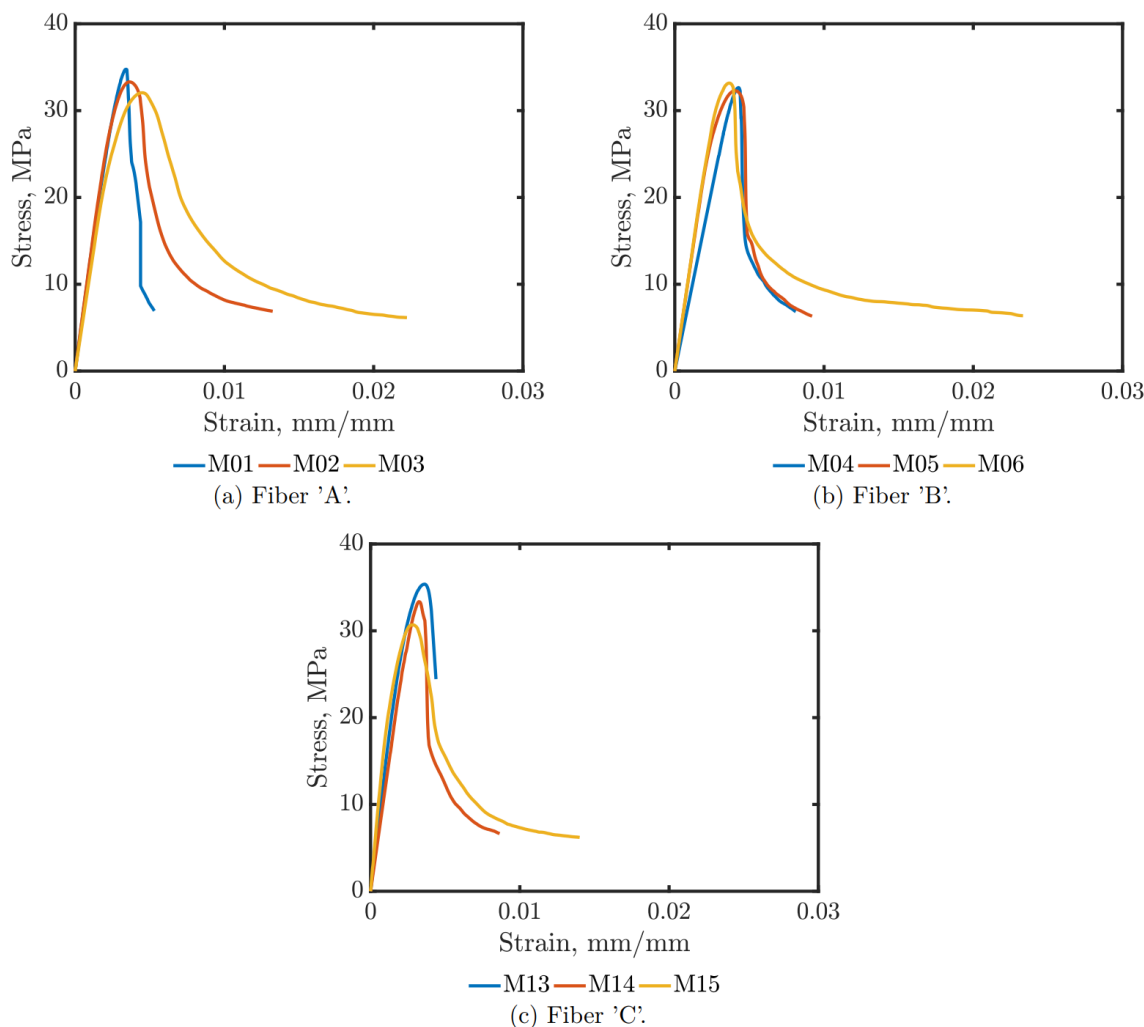 40
30
20
10
0
Stress, MPa
0 0.01 0.02 0.03
Strain, mm/mm
M01 M02 M03
(a) Fiber 'A'.
40
30
20
10
0
Stress, MPa
0 0.01 0.02 0.03
Strain, mm/mm
M04 M05 M06
(b) Fiber 'B'.
40
30
20
10
0
Stress, MPa
0 0.01 0.02 0.03
Strain, mm/mm
M13 M14 M15
(c) Fiber 'C'.